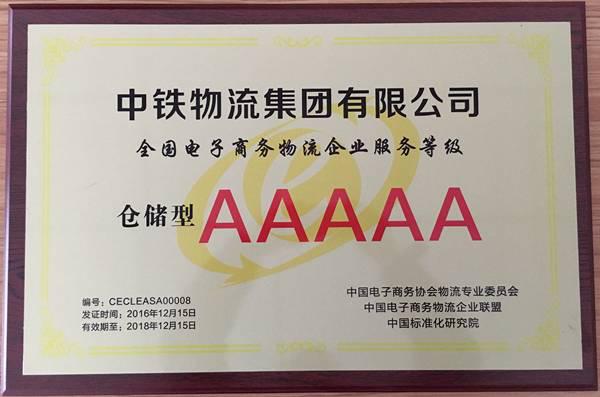 中铁物流集团有限公司
全国电子商务物流企业服务等级
仓储型 AAAAA
编号：CECLEASA00008
发证时间：2016年12月15日
有效期至：2018年12月15日
中国电子商务协会物流专业委员会
中国电子商务物流企业联盟
中国标准化研究院